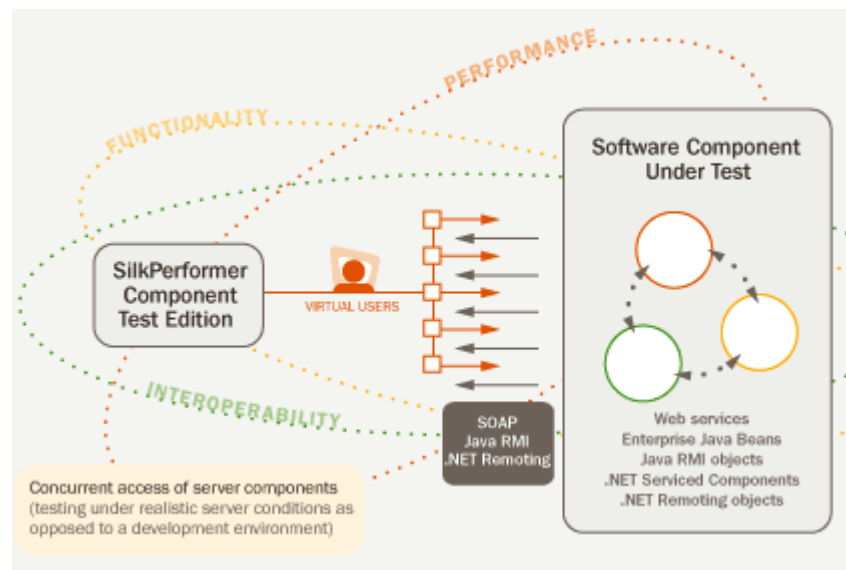 PERFORMANCE
FUNCTIONALITY
Software Component
Under Test
SilkPerformer
Component
Test Edition
VIRTUAL USERS
INTEROPERABILITY
SOAP
Java RMI
.NET Remoting
Web services
Enterprise Java Beans
Java RMI objects
.NET Serviced Components
.NET Remoting objects
Concurrent access of server components
(testing under realistic server conditions as
opposed to a development environment)